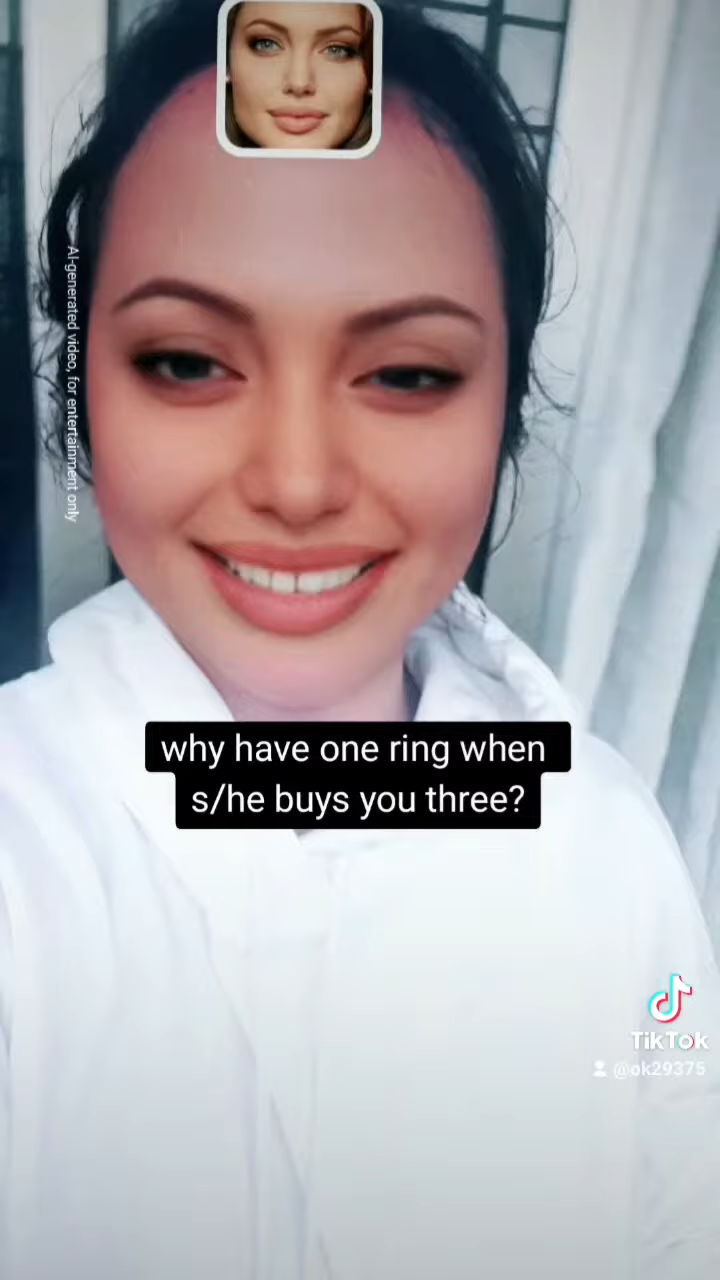 AI-generated video, for entertainment only
why have one ring when
s/he buys you three?
TikTok
@ok29375